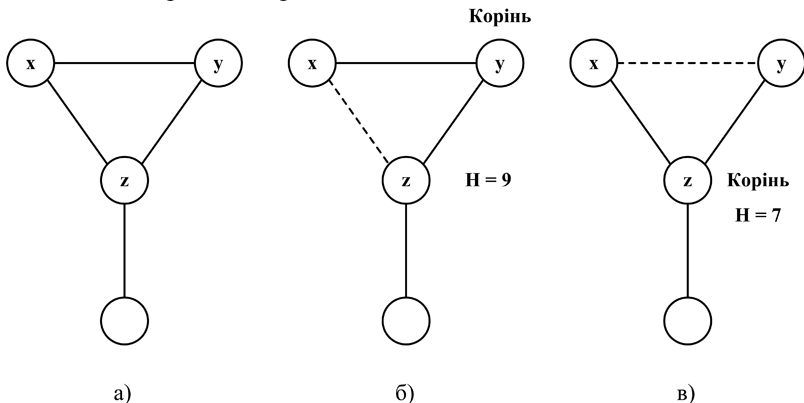 Корінь
x y x y x y
z z H = 9 z Корінь
H = 7
а) б) в)